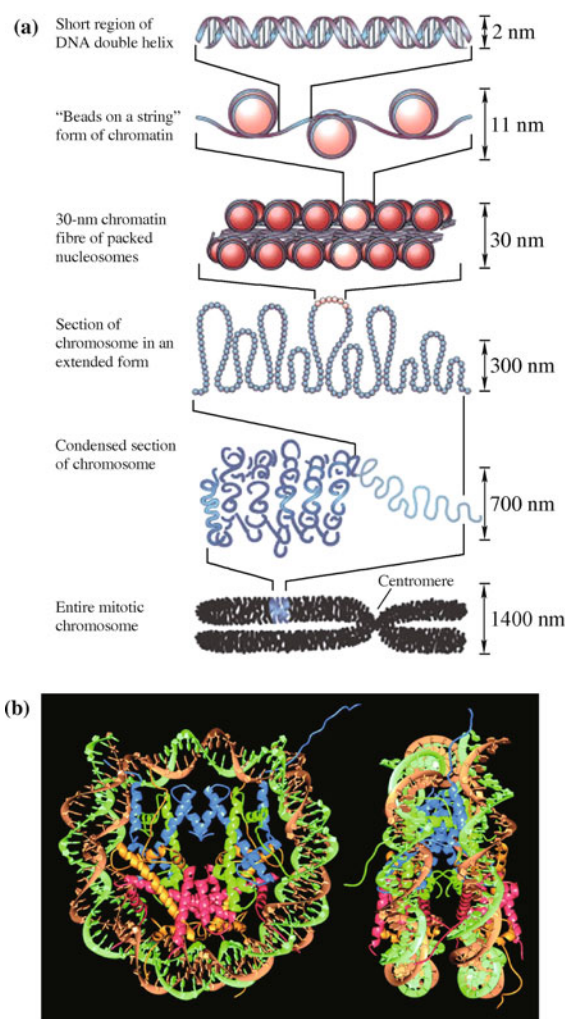 (a)
Short region of
DNA double helix
2 nm
“Beads on a string”
form of chromatin
11 nm
30-nm chromatin
fibre of packed
nucleosomes
30 nm
Section of
chromosome in an
extended form
300 nm
Condensed section
of chromosome
700 nm
Centromere
Entire mitotic
chromosome
1400 nm
(b)